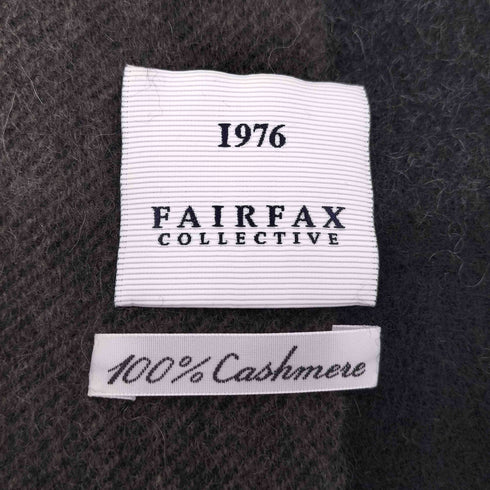 1976
FAIRFAX
COLLECTIVE
100% Cashmere